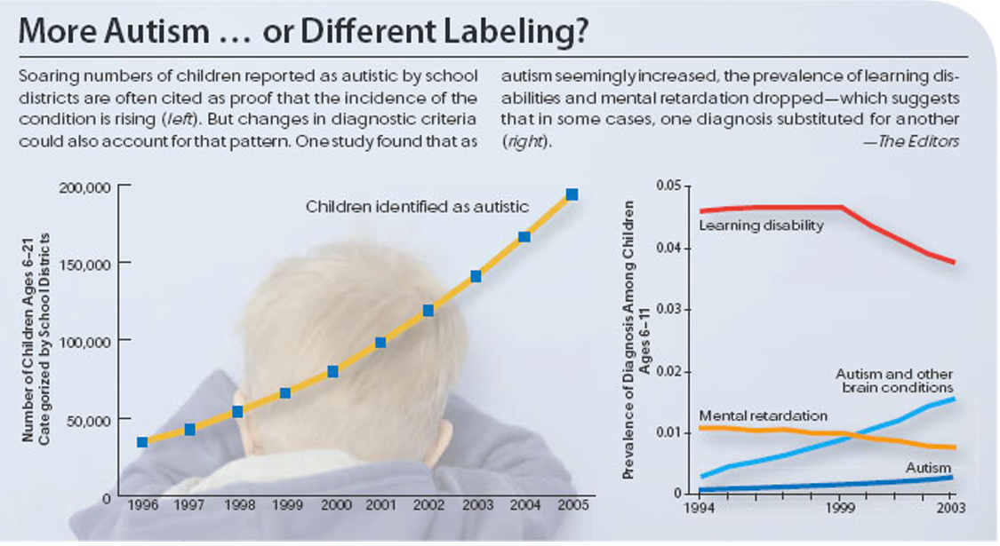 More Autism ... or Different Labeling?
Soaring numbers of children reported as autistic by school
districts are often cited as proof that the incidence of the
condition is rising (left). But changes in diagnostic criteria
could also account for that pattern. One study found that as
autism seemingly increased, the prevalence of learning dis-
abilities and mental retardation dropped—which suggests
that in some cases, one diagnosis substituted for another
(right).
—The Editors
Number of Children Ages 6–21
Categorized by School Districts
200,000
150,000
100,000
50,000
0
Children identified as autistic
1996 1997 1998 1999 2000 2001 2002 2003 2004 2005
Prevalence of Diagnosis Among Children
Ages 6–11
0.05
0.04
0.03
0.02
0.01
0
Learning disability
Autism and other
brain conditions
Mental retardation
Autism
1994 1999 2003